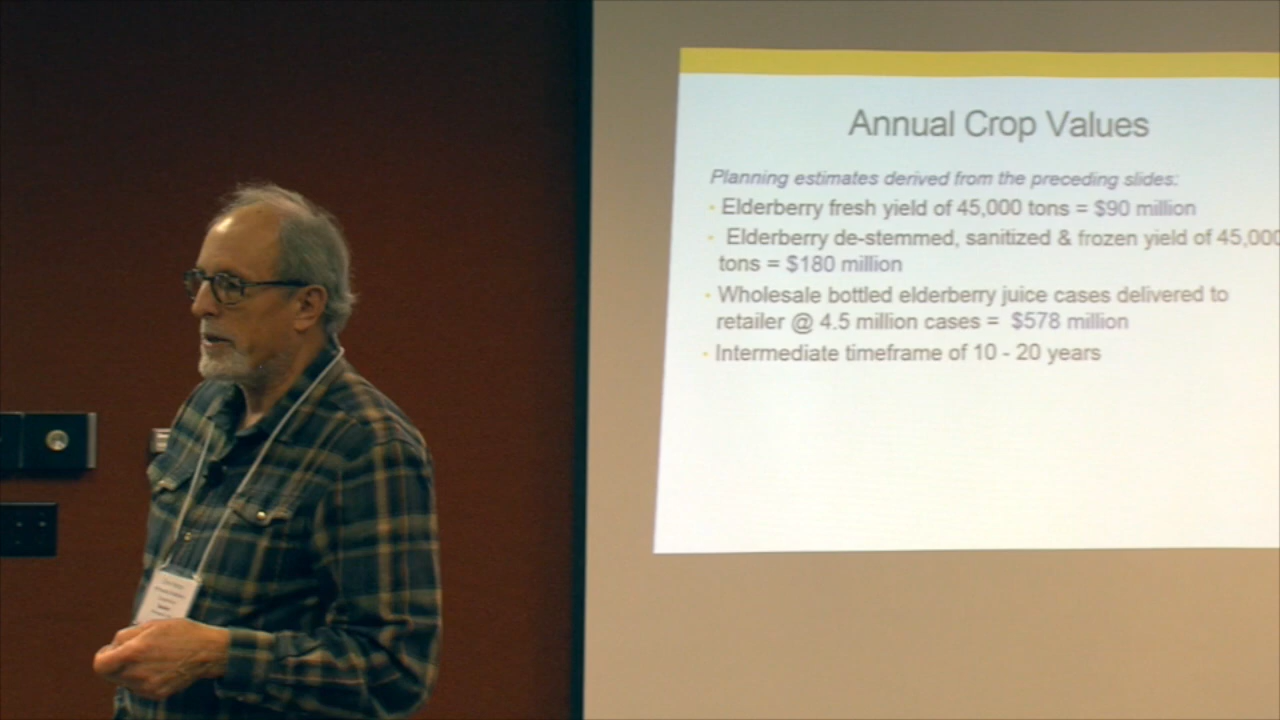 Annual Crop Values
Planning estimates derived from the preceding slides:
• Elderberry fresh yield of 45,000 tons = $90 million
• Elderberry de-stemmed, sanitized & frozen yield of 45,000
tons = $180 million
• Wholesale bottled elderberry juice cases delivered to
retailer @ 4.5 million cases = $578 million
• Intermediate timeframe of 10 - 20 years